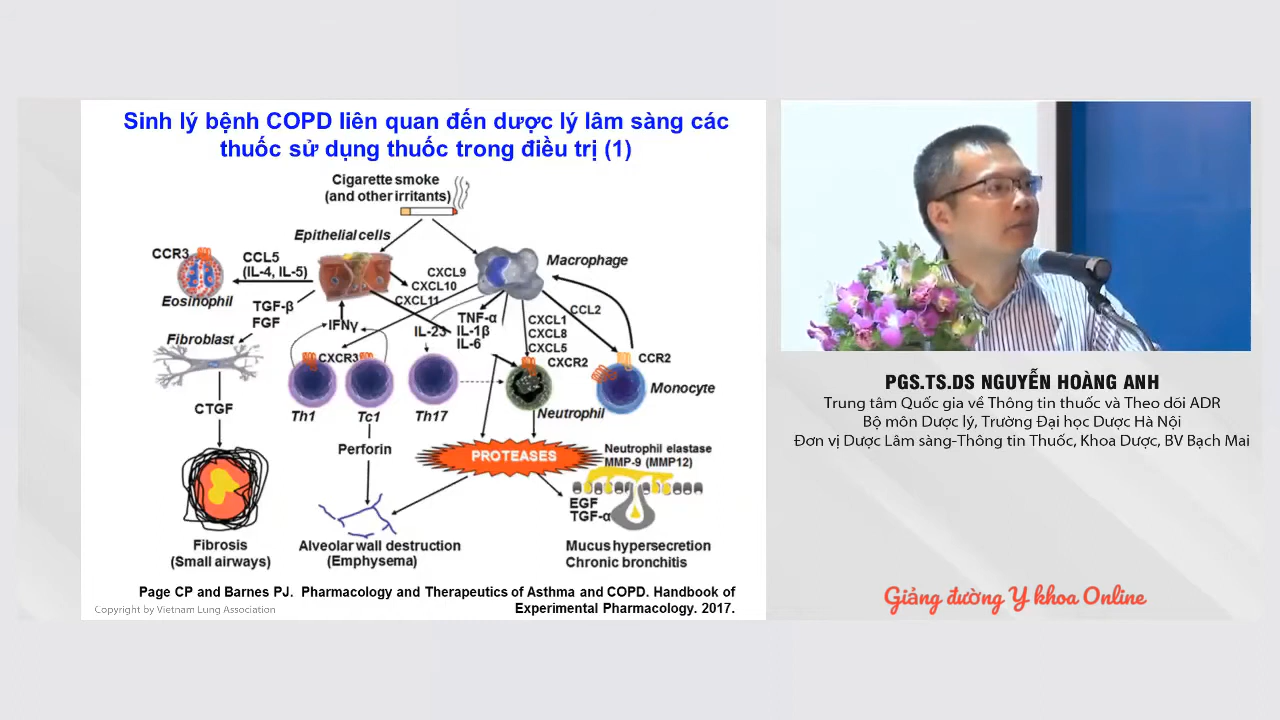 Sinh lý bệnh COPD liên quan đến dược lý lâm sàng các
thuốc sử dụng thuốc trong điều trị (1)
Cigarette smoke
(and other irritants)
Epithelial cells
Macrophage
CCR3
CCL5
(IL-4, IL-5)
Eosinophil
CXCL9
CXCL10
CXCL11
TGF-β
FGF
IFNγ
IL-23
TNF-α
IL-1β
IL-6
CXCL1
CXCL8
CXCL5
CCL2
Fibroblast
CXCR3
CXCR2
CCR2
Monocyte
Th1
Tc1
Th17
Neutrophil
CTGF
Perforin
PROTEASES
Neutrophil elastase
MMP-9 (MMP12)
EGF
TGF-α
Fibrosis
(Small airways)
Alveolar wall destruction
(Emphysema)
Mucus hypersecretion
Chronic bronchitis
Page CP and Barnes PJ. Pharmacology and Therapeutics of Asthma and COPD. Handbook of
Experimental Pharmacology. 2017.
Copyright by Vietnam Lung Association
PGS.TS.DS NGUYỄN HOÀNG ANH
Trung tâm Quốc gia về Thông tin thuốc và Theo dõi ADR
Bộ môn Dược lý, Trường Đại học Dược Hà Nội
Đơn vị Dược Lâm sàng-Thông tin Thuốc, Khoa Dược, BV Bạch Mai
Giảng đường Y khoa Online